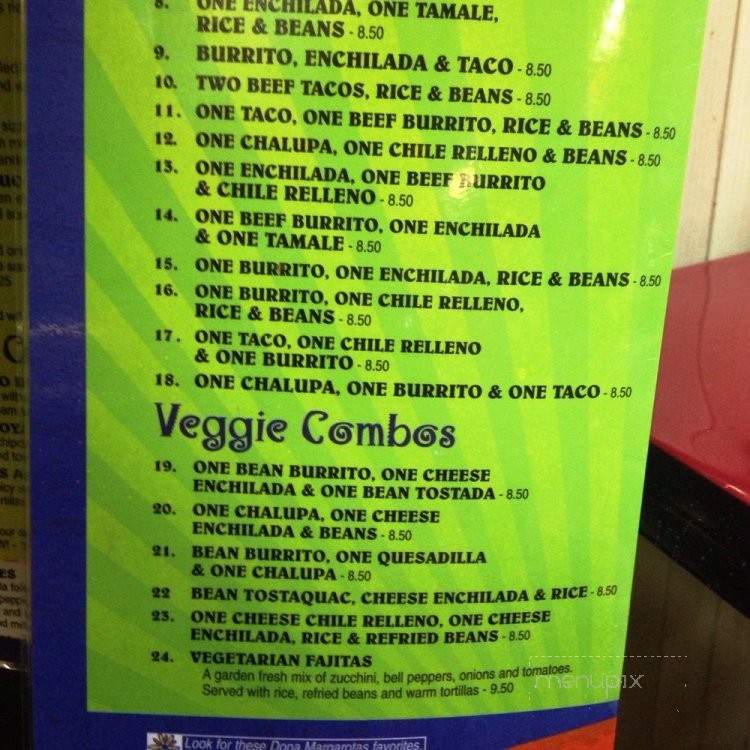 8. ONE ENCHILADA, ONE TAMALE,
RICE & BEANS - 8.50
9. BURRITO, ENCHILADA & TACO - 8.50
10. TWO BEEF TACOS, RICE & BEANS - 8.50
11. ONE TACO, ONE BEEF BURRITO, RICE & BEANS - 8.50
12. ONE CHALUPA, ONE CHILE RELLENO & BEANS - 8.50
13. ONE ENCHILADA, ONE BEEF BURRITO
& CHILE RELLENO - 8.50
14. ONE BEEF BURRITO, ONE ENCHILADA
& ONE TAMALE - 8.50
15. ONE BURRITO, ONE ENCHILADA, RICE & BEANS - 8.50
16. ONE BURRITO, ONE CHILE RELLENO,
RICE & BEANS - 8.50
17. ONE TACO, ONE CHILE RELLENO
& ONE BURRITO - 8.50
18. ONE CHALUPA, ONE BURRITO & ONE TACO - 8.50
Veggie Combos
19. ONE BEAN BURRITO, ONE CHEESE
ENCHILADA & ONE BEAN TOSTADA - 8.50
20. ONE CHALUPA, ONE CHEESE
ENCHILADA & BEANS - 8.50
21. BEAN BURRITO, ONE QUESADILLA
& ONE CHALUPA - 8.50
22 BEAN TOSTAQUAC, CHEESE ENCHILADA & RICE - 8.50
23. ONE CHEESE CHILE RELLENO, ONE CHEESE
ENCHILADA, RICE & REFRIED BEANS - 8.50
24. VEGETARIAN FAJITAS
A garden fresh mix of zucchini, bell peppers, onions and tomatoes.
Served with rice, refried beans and warm tortillas - 9.50
menupix
Look for these Dona Margarotas favorites.